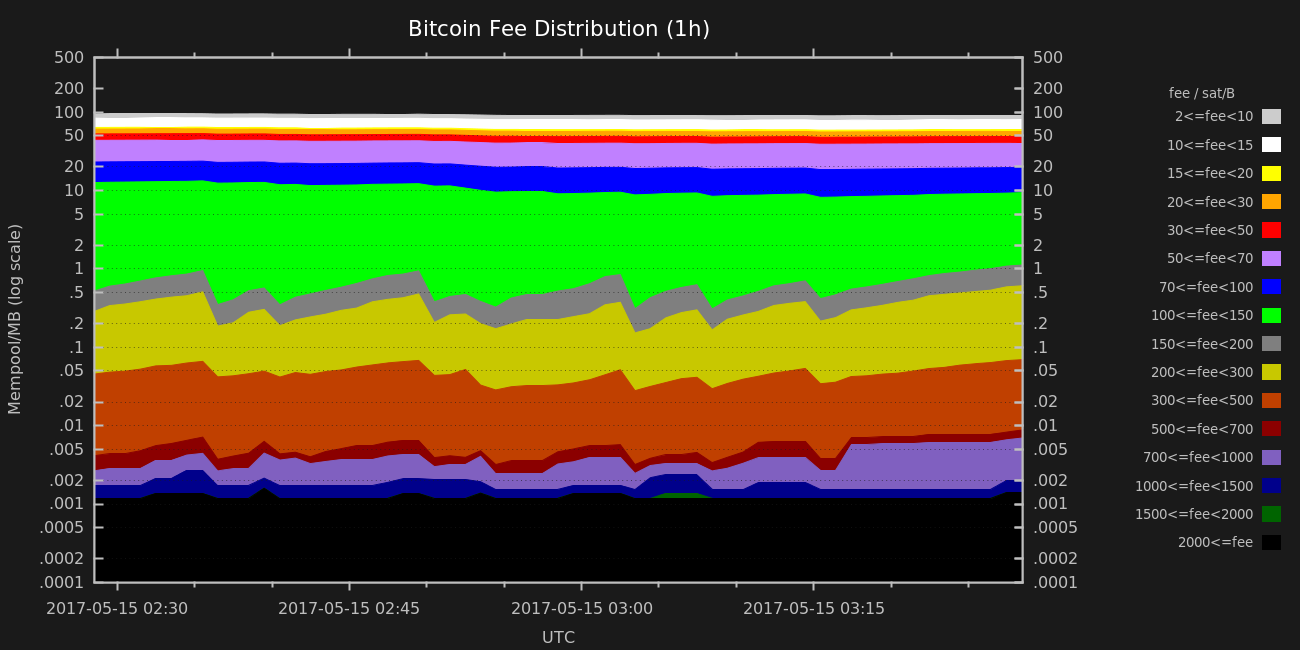 Bitcoin Fee Distribution (1h)
Mempool/MB (log scale)
500
200
100
50
20
10
5
2
1
.5
.2
.1
.05
.02
.01
.005
.002
.001
.0005
.0002
.0001
500
200
100
50
20
10
5
2
1
.5
.2
.1
.05
.02
.01
.005
.002
.001
.0005
.0002
.0001
fee / sat/B
2<=fee<10
10<=fee<15
15<=fee<20
20<=fee<30
30<=fee<50
50<=fee<70
70<=fee<100
100<=fee<150
150<=fee<200
200<=fee<300
300<=fee<500
500<=fee<700
700<=fee<1000
1000<=fee<1500
1500<=fee<2000
2000<=fee
2017-05-15 02:30 2017-05-15 02:45 2017-05-15 03:00 2017-05-15 03:15
UTC